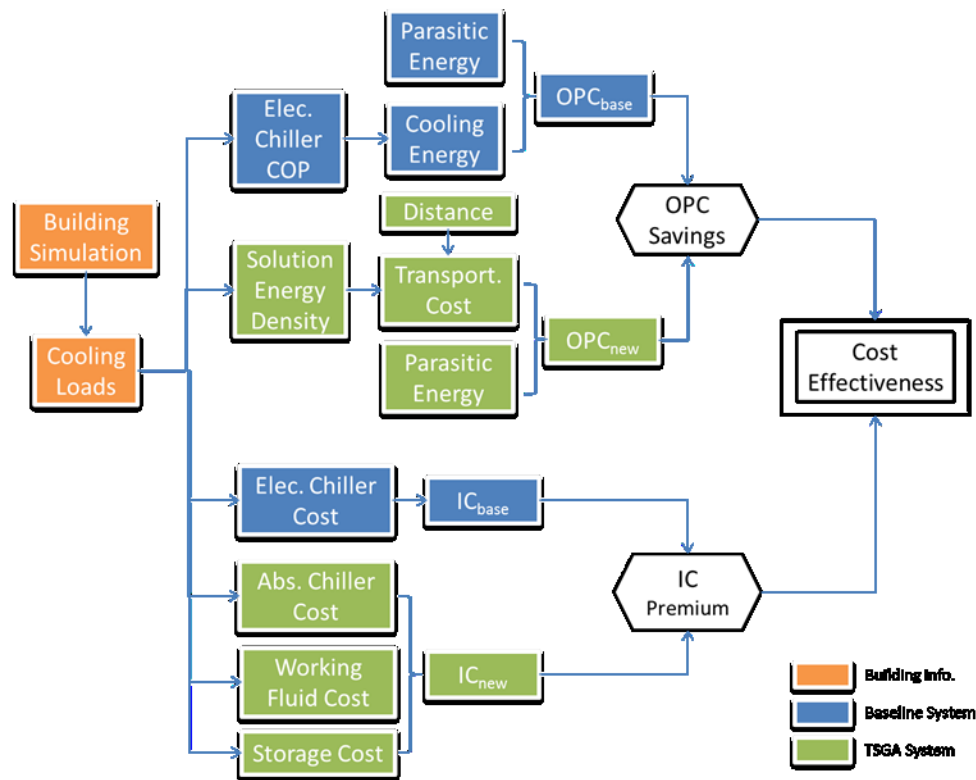 Building
Simulation
Cooling
Loads
Elec.
Chiller
COP
Parasitic
Energy
Cooling
Energy
OPCbase
Distance
Solution
Energy
Density
Transport.
Cost
Parasitic
Energy
OPCnew
OPC
Savings
Cost
Effectiveness
Elec. Chiller
Cost
ICbase
Abs. Chiller
Cost
Working
Fluid Cost
Storage Cost
ICnew
IC
Premium
Building Info.
Baseline System
TSGA System